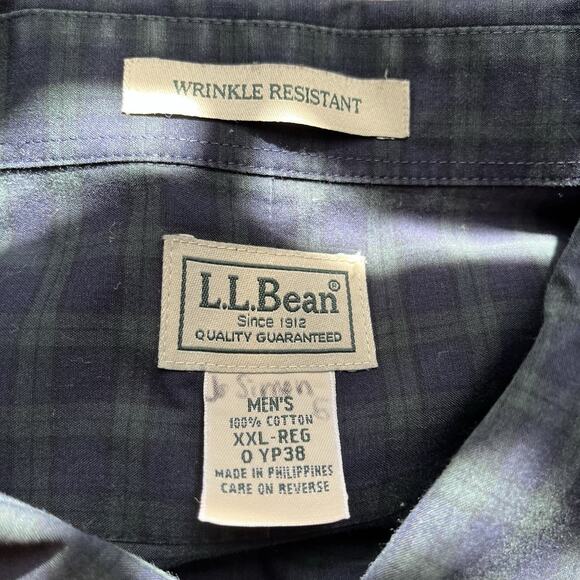 WRINKLE RESISTANT
L.L.Bean®
Since 1912
QUALITY GUARANTEED
MEN'S
100% COTTON
XXL-REG
0 YP38
MADE IN PHILIPPINES
CARE ON REVERSE